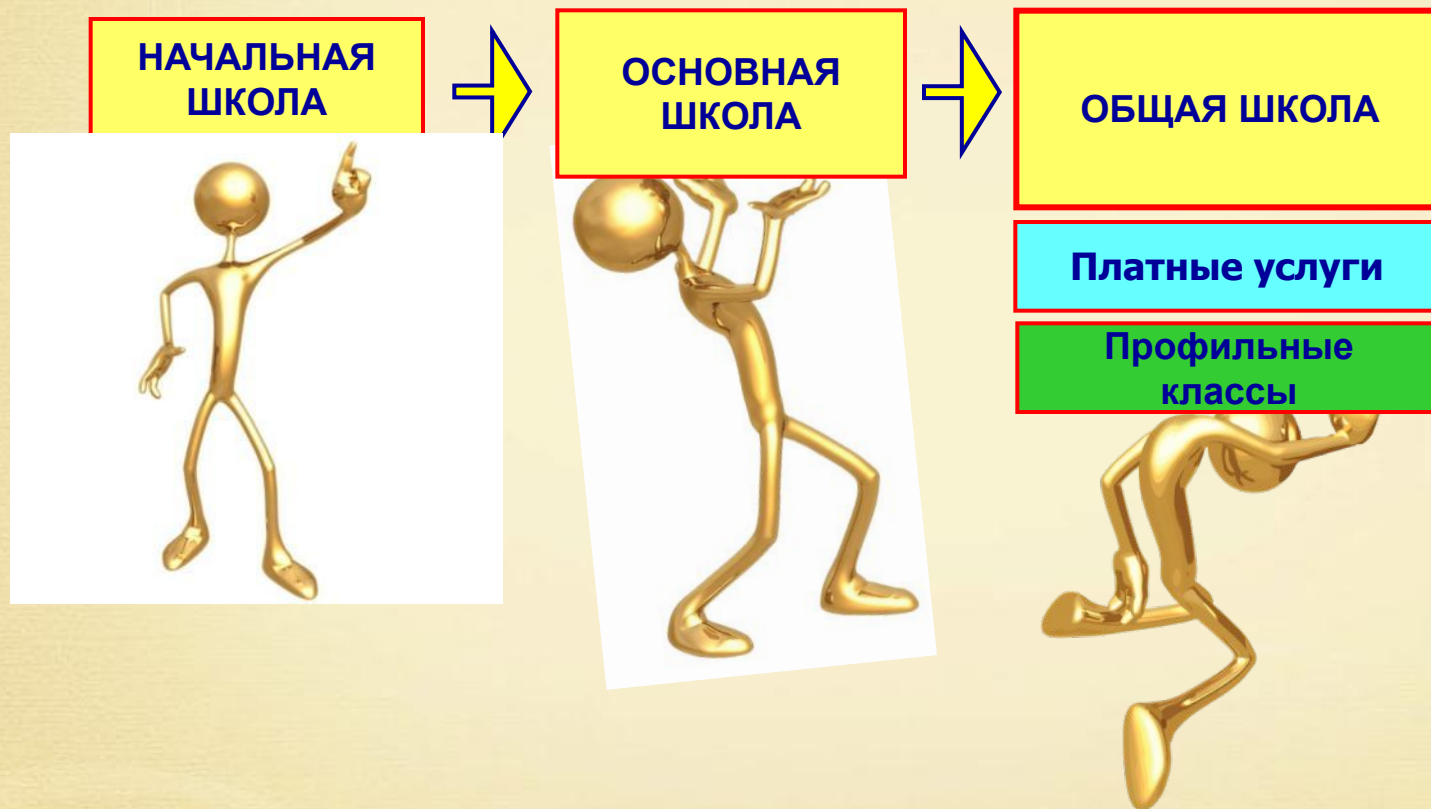 НАЧАЛЬНАЯ
ШКОЛА
ОСНОВНАЯ
ШКОЛА
ОБЩАЯ ШКОЛА
Платные услуги
Профильные
классы